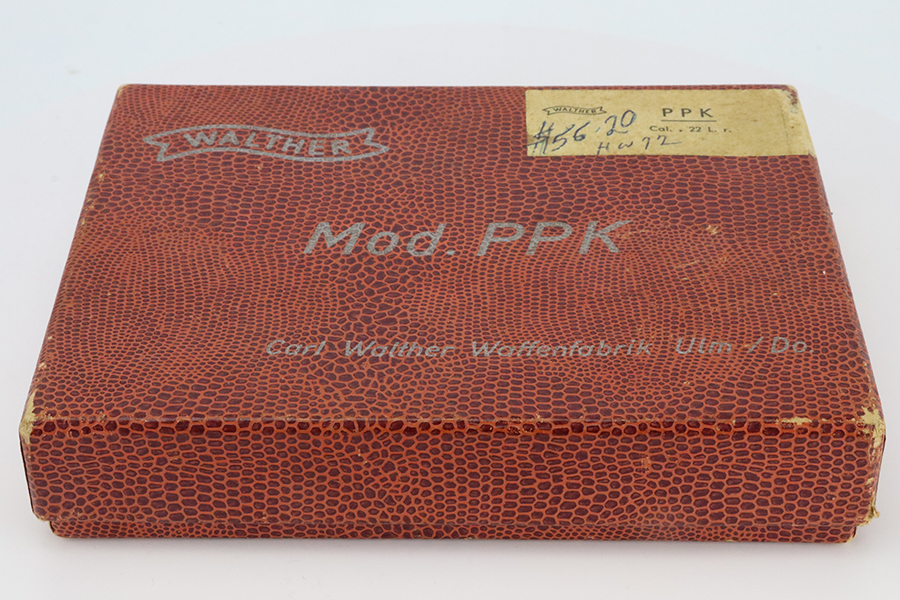 WALTHER
WALTHER
PPK
Cal. . 22 L. r.
56.20
HW72
Mod. PPK
Carl Walther Waffenfabrik Ulm / Do